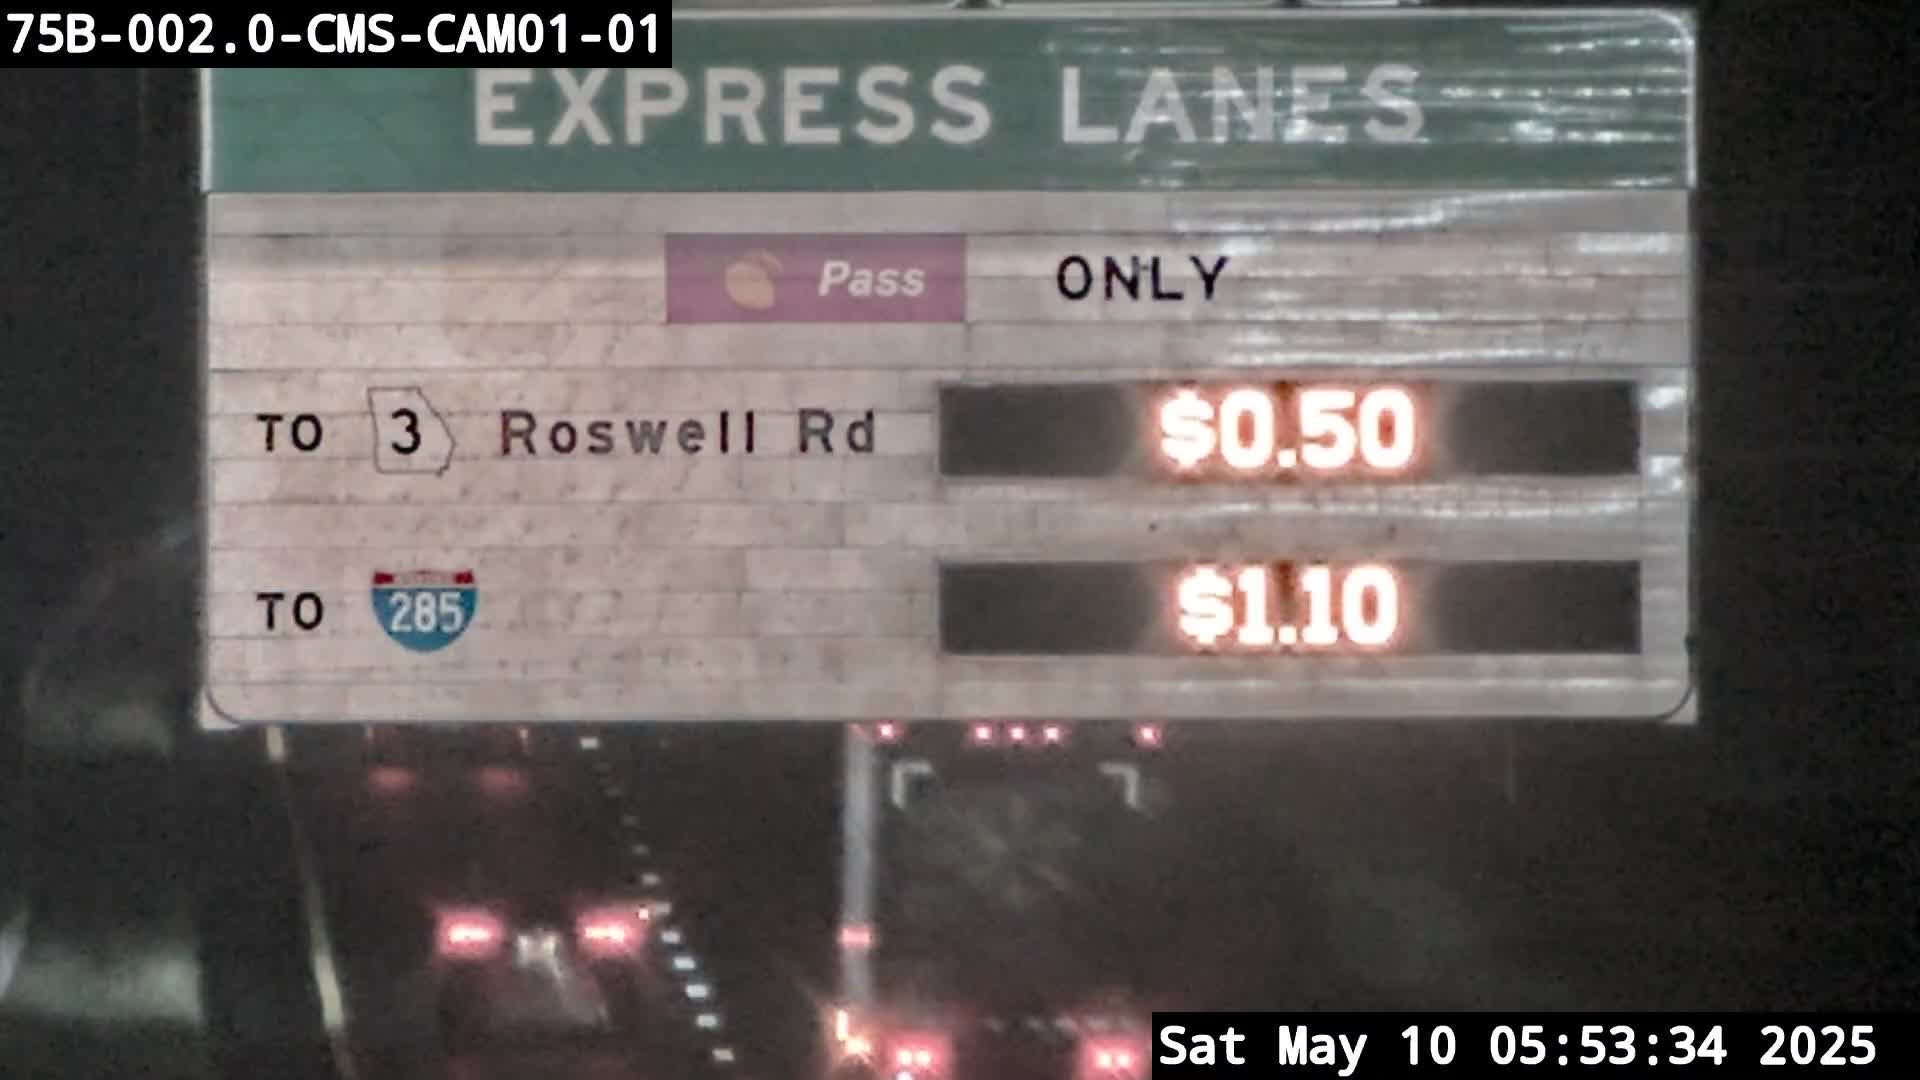 75B-002.0-CMS-CAM01-01
EXPRESS LANES
Pass ONLY
TO 3 Roswell Rd $0.50
TO 285 $1.10
Sat May 10 05:53:34 2025